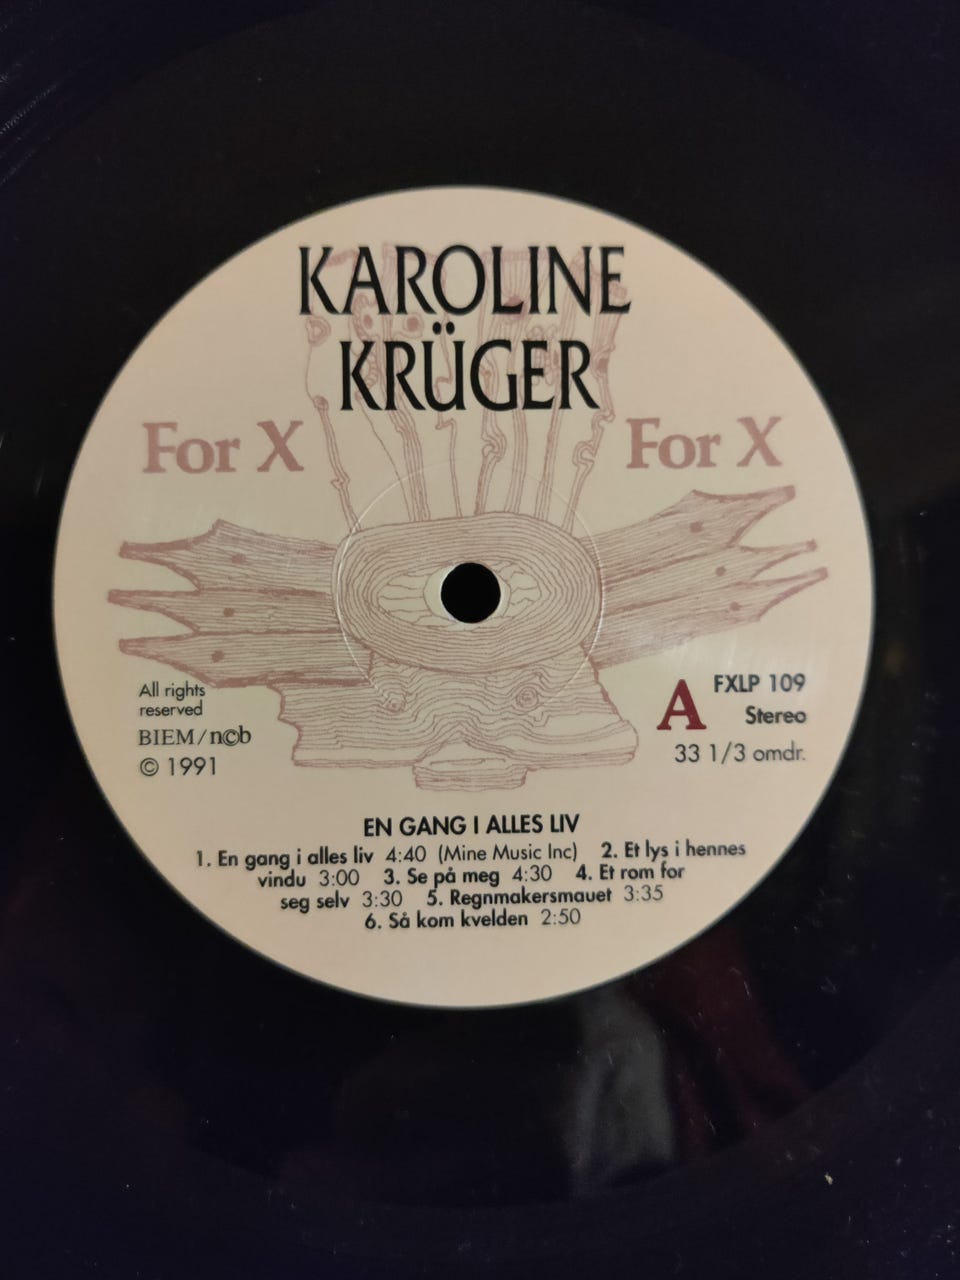 KAROLINE
KRÜGER
For X For X
All rights
reserved
BIEM/n©b
© 1991
A FXLP 109
Stereo
33 1/3 omdr.
EN GANG I ALLES LIV
1. En gang i alles liv 4:40 (Mine Music Inc) 2. Et lys i hennes
vindu 3:00 3. Se på meg 4:30 4. Et rom for
seg selv 3:30 5. Regnmakersmauet 3:35
6. Så kom kvelden 2:50